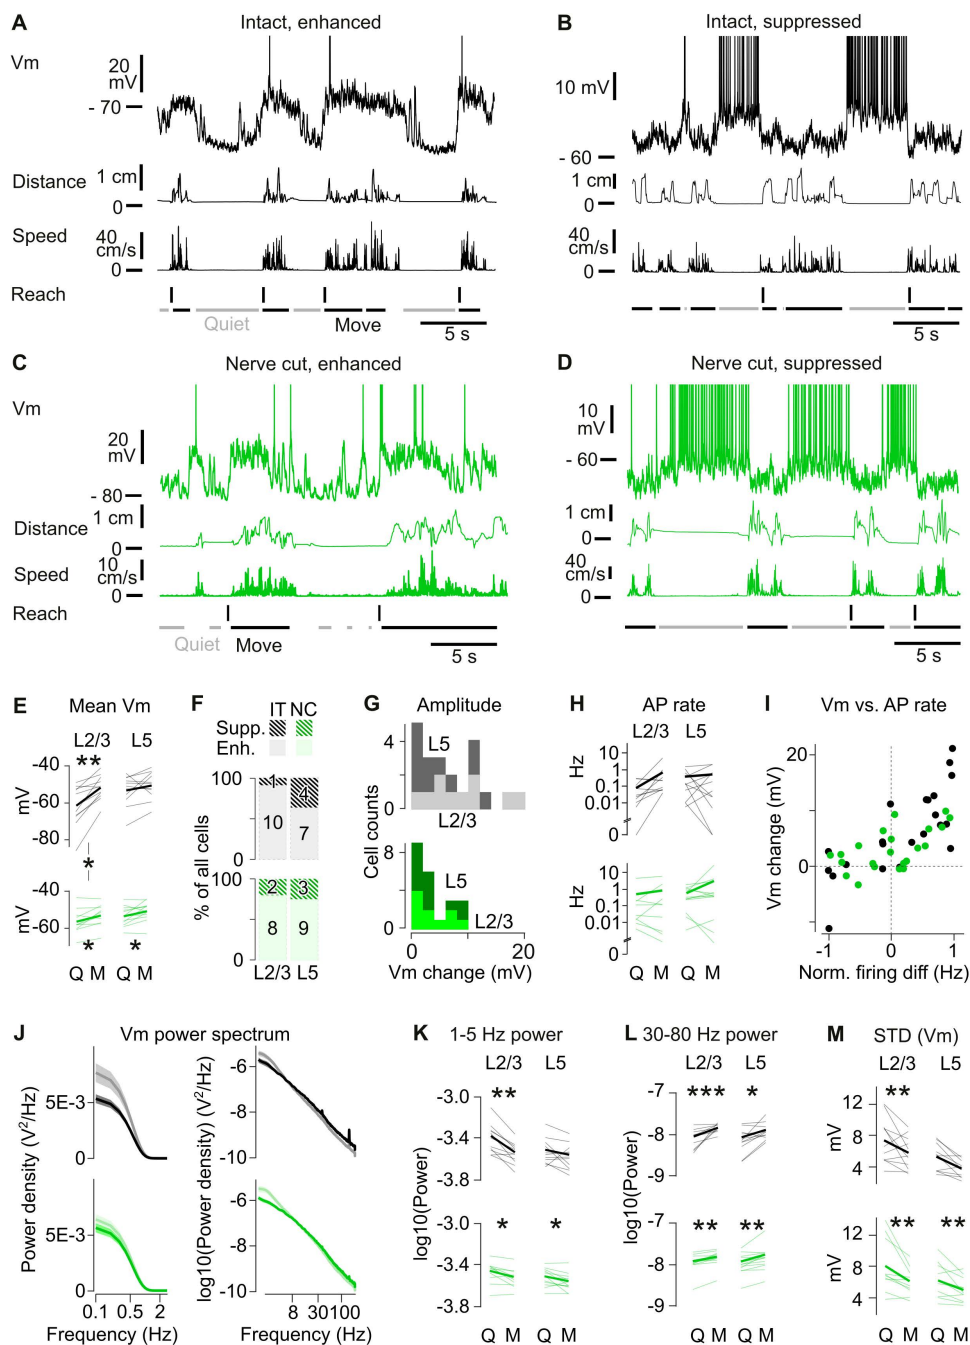 A Intact, enhanced
Vm
20 mV
- 70
Distance 1 cm
0
Speed 40 cm/s
0
Reach
Quiet Move
5 s
B Intact, suppressed
10 mV
- 60
1 cm
0
40 cm/s
0
5 s
C Nerve cut, enhanced
Vm
20 mV
- 80
Distance 1 cm
0
Speed 10 cm/s
0
Reach
Quiet Move
5 s
D Nerve cut, suppressed
10 mV
- 60
1 cm
0
40 cm/s
0
5 s
E Mean Vm
L2/3 L5
**
-40
-60
-80
mV
*
-40
-60
mV
* *
Q M Q M
F IT NC
Supp.
Enh.
% of all cells
100
0
1 4
10 7
100
0
2 3
8 9
L2/3 L5
G Amplitude
Cell counts
4
2
0
L5
L2/3
8
4
0
L5
L2/3
0 20
Vm change (mV)
H AP rate
L2/3 L5
Hz
10
1
0.1
0.01
0
Hz
10
1
0.1
0.01
0
Q M Q M
I Vm vs. AP rate
Vm change (mV)
20
0
-1 0 1
Norm. firing diff (Hz)
J Vm power spectrum
Power density (V²/Hz)
5E-3
0
5E-3
0
0.1 0.5 2
Frequency (Hz)
log10(Power density) (V²/Hz)
-6
-8
-10
-6
-8
-10
8 30 100
Frequency (Hz)
K 1-5 Hz power
L2/3 L5
log10(Power)
-3.0
-3.4
-3.8
**
-3.0
-3.4
-3.8
* *
Q M Q M
L 30-80 Hz power
L2/3 L5
log10(Power)
-7
-8
-9
*** *
-7
-8
-9
** **
Q M Q M
M STD (Vm)
L2/3 L5
mV
12
8
4
**
mV
12
8
4
** **
Q M Q M